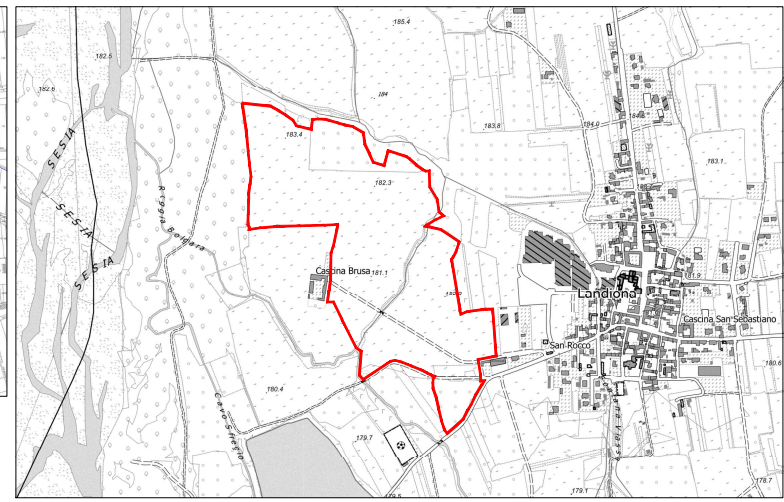 185.4
182.5
182.6
184
183.4
183.8
184.0
SESIA
183.1
182.3
SESIA
Roggia Boldara
SESIA
Cascina Brusa
181.1
181.9
Landiona
Cascina San Sebastiano
San Rocco
180.6
180.4
Cavo Sfregio
179.7
178.7
179.5
179.1